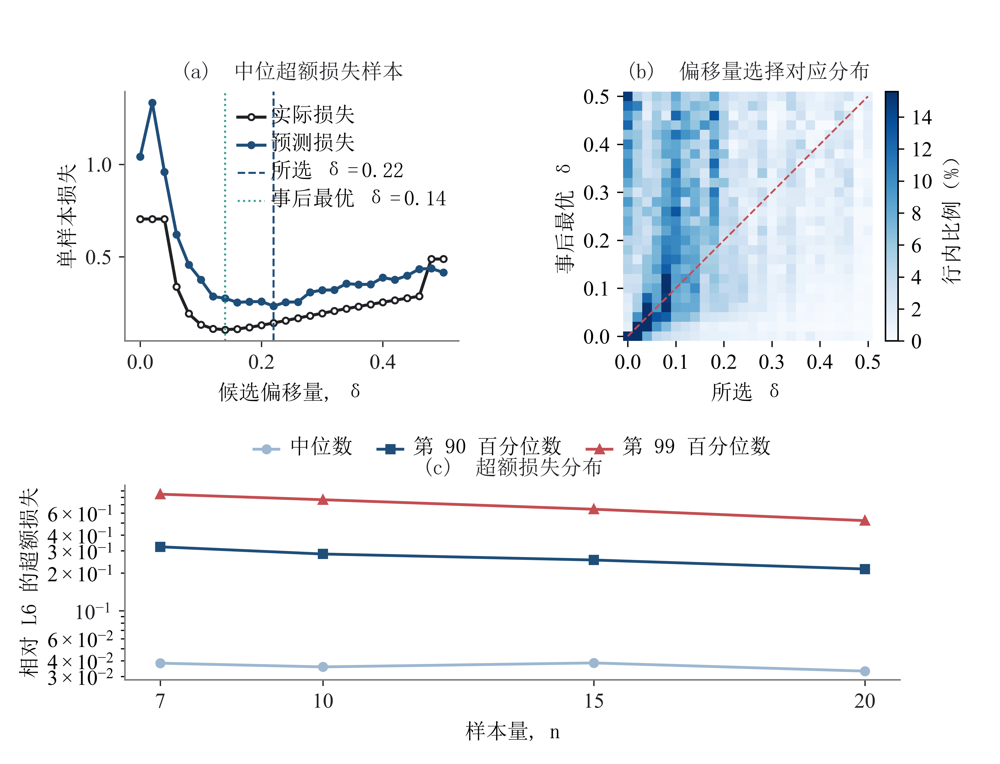 (a) 中位超额损失样本
单样本损失
1.0
0.5
实际损失
预测损失
所选 δ=0.22
事后最优 δ=0.14
0.0 0.2 0.4
候选偏移量, δ
(b) 偏移量选择对应分布
事后最优 δ
0.5
0.4
0.3
0.2
0.1
0.0
0.0 0.1 0.2 0.3 0.4 0.5
所选 δ
14
12
10
8
6
4
2
0
行内比例 (%)
中位数 第 90 百分位数 第 99 百分位数
(c) 超额损失分布
相对 L6 的超额损失
6×10⁻¹
4×10⁻¹
3×10⁻¹
2×10⁻¹
10⁻¹
6×10⁻²
4×10⁻²
3×10⁻²
7 10 15 20
样本量, n